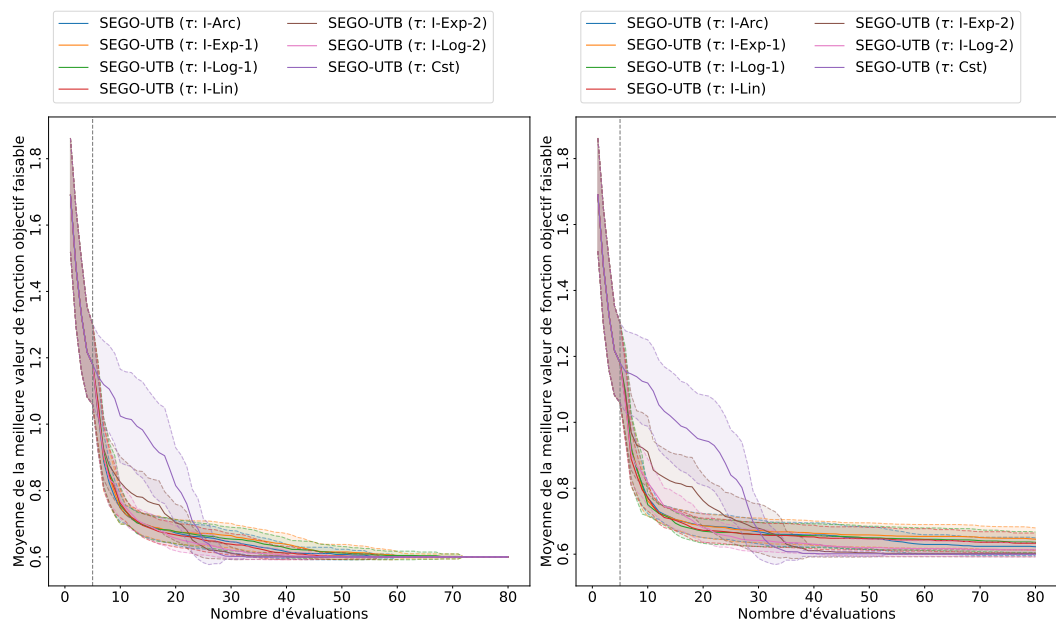 SEGO-UTB (τ: I-Arc)
SEGO-UTB (τ: I-Exp-1)
SEGO-UTB (τ: I-Log-1)
SEGO-UTB (τ: I-Lin)
SEGO-UTB (τ: I-Exp-2)
SEGO-UTB (τ: I-Log-2)
SEGO-UTB (τ: Cst)
Moyenne de la meilleure valeur de fonction objectif faisable
1.8
1.6
1.4
1.2
1.0
0.8
0.6
0 10 20 30 40 50 60 70 80
Nombre d'évaluations
SEGO-UTB (τ: I-Arc)
SEGO-UTB (τ: I-Exp-1)
SEGO-UTB (τ: I-Log-1)
SEGO-UTB (τ: I-Lin)
SEGO-UTB (τ: I-Exp-2)
SEGO-UTB (τ: I-Log-2)
SEGO-UTB (τ: Cst)
Moyenne de la meilleure valeur de fonction objectif faisable
1.8
1.6
1.4
1.2
1.0
0.8
0.6
0 10 20 30 40 50 60 70 80
Nombre d'évaluations